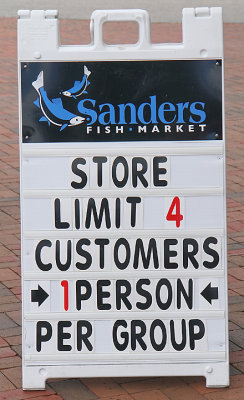 Sanders
FISH • MARKET
STORE
LIMIT 4
CUSTOMERS
→ 1PERSON ←
PER GROUP